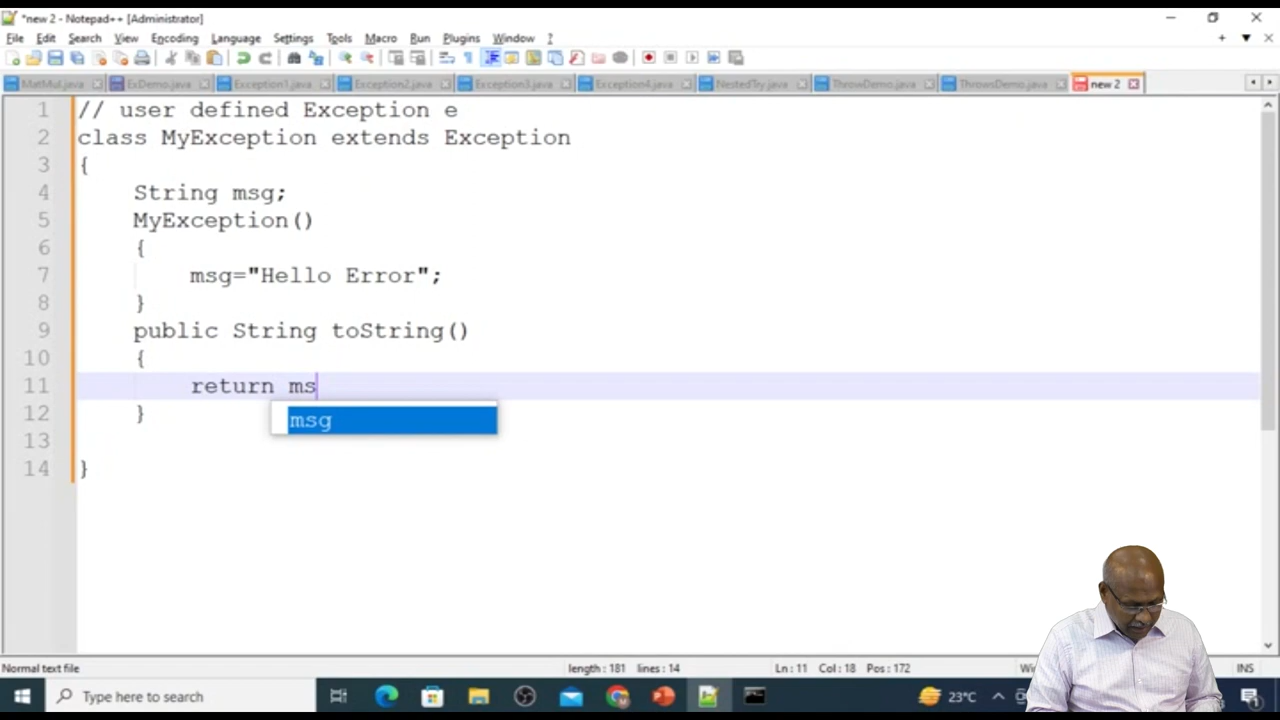 *new 2 - Notepad++ [Administrator]
File Edit Search View Encoding Language Settings Tools Macro Run Plugins Window ?
MatMul.java ExDemo.java Exception1.java Exception2.java Exception3.java Exception4.java NestedTry.java ThrowDemo.java ThrowsDemo.java new 2
1 // user defined Exception e
2 class MyException extends Exception
3 {
4 String msg;
5 MyException()
6 {
7 msg="Hello Error";
8 }
9 public String toString()
10 {
11 return ms
12 }
msg
13
14 }
Normal text file length : 181 lines : 14 Ln : 11 Col : 18 Pos : 172 INS
Type here to search 23°C